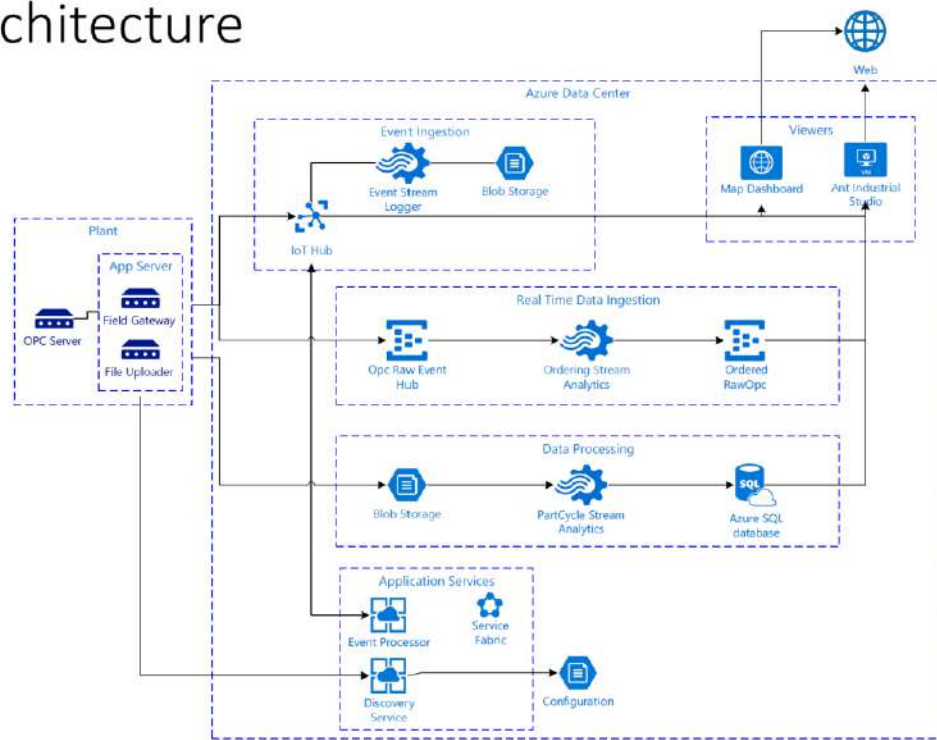 chitecture
Web
Azure Data Center
Event Ingestion
Viewers
Event Stream
Logger
Blob Storage
Map Dashboard
Ant Industrial
Studio
IoT Hub
Plant
App Server
Field Gateway
OPC Server
File Uploader
Real Time Data Ingestion
Opc Raw Event
Hub
Ordering Stream
Analytics
Ordered
RawOpc
Data Processing
SQL
Blob Storage
PartCycle Stream
Analytics
Azure SQL
database
Application Services
Event Processor
Service
Fabric
Discovery
Service
Configuration